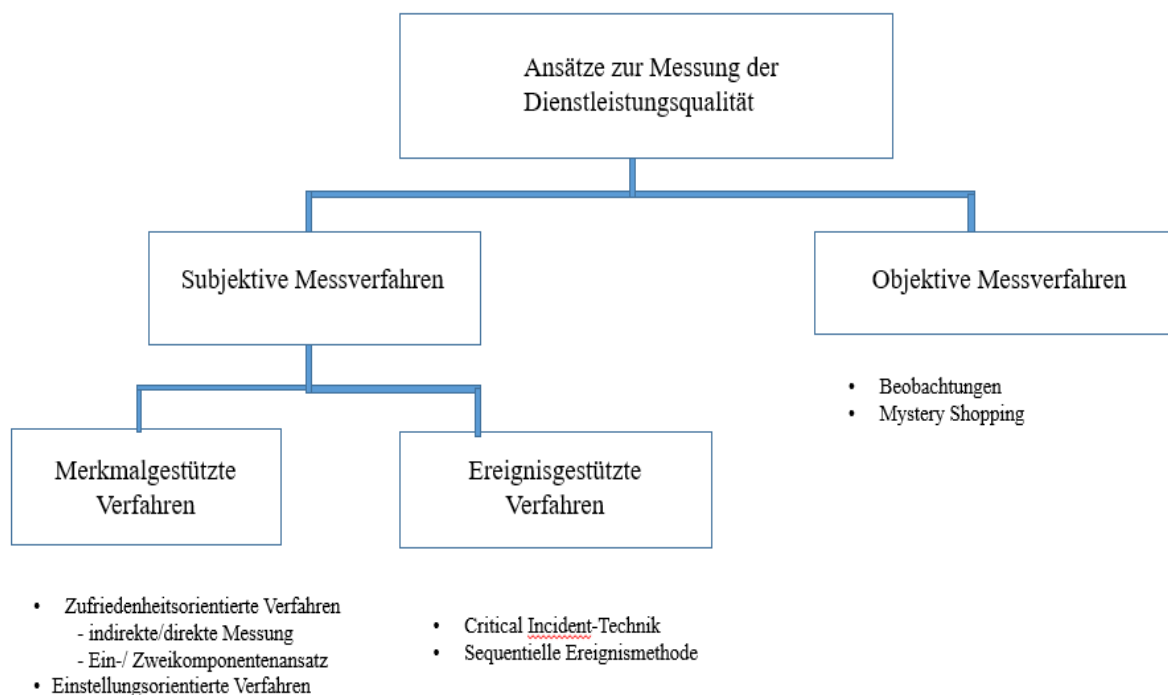 Ansätze zur Messung der
Dienstleistungsqualität
Subjektive Messverfahren
Objektive Messverfahren
• Beobachtungen
• Mystery Shopping
Merkmalgestützte
Verfahren
Ereignisgestützte
Verfahren
• Zufriedenheitsorientierte Verfahren
- indirekte/direkte Messung
- Ein-/ Zweikomponentenansatz
• Einstellungsorientierte Verfahren
• Critical Incident-Technik
• Sequentielle Ereignismethode